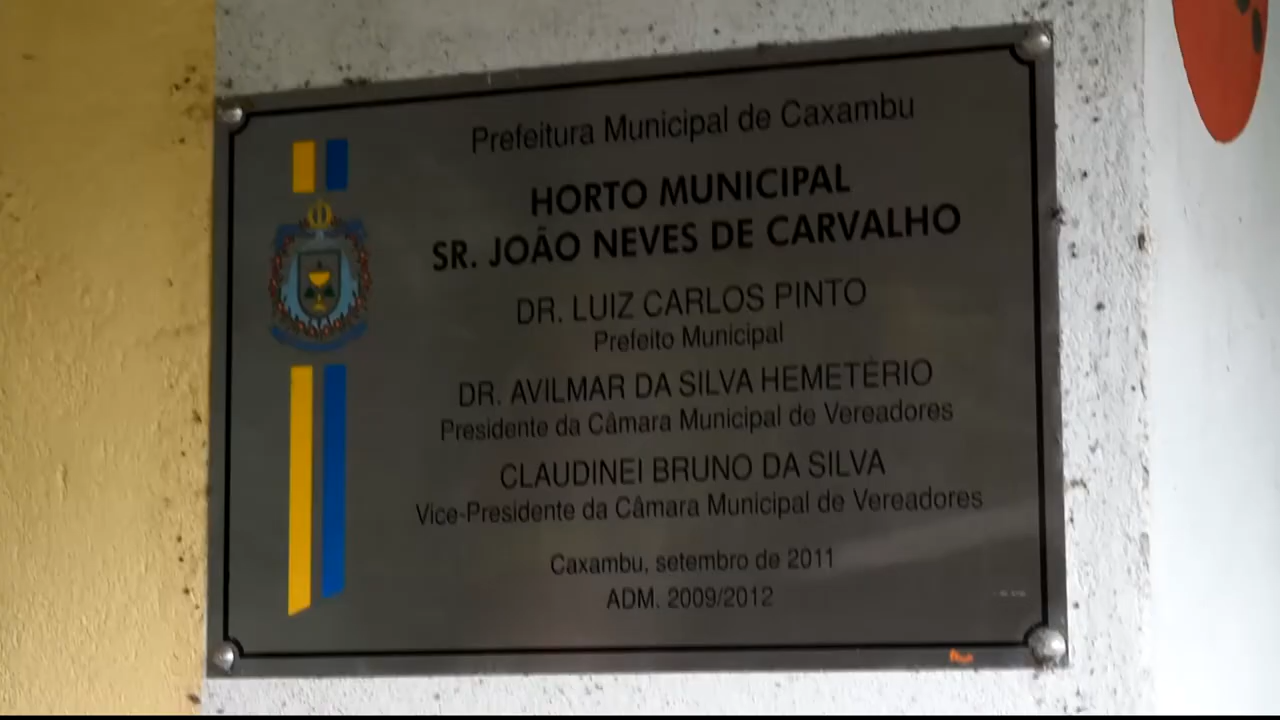 Prefeitura Municipal de Caxambu
HORTO MUNICIPAL
SR. JOÃO NEVES DE CARVALHO
DR. LUIZ CARLOS PINTO
Prefeito Municipal
DR. AVILMAR DA SILVA HEMETÉRIO
Presidente da Câmara Municipal de Vereadores
CLAUDINEI BRUNO DA SILVA
Vice-Presidente da Câmara Municipal de Vereadores
Caxambu, setembro de 2011
ADM. 2009/2012